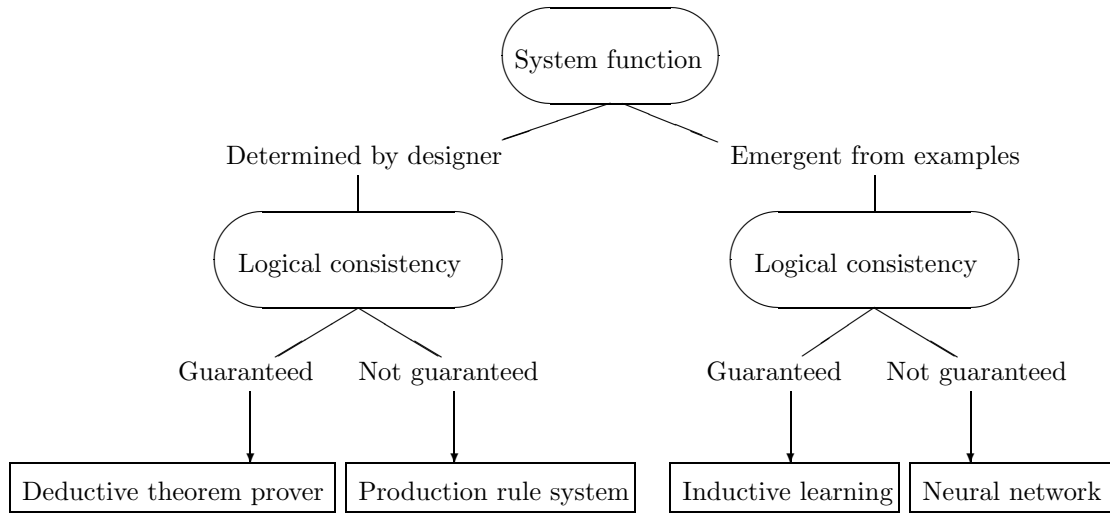 System function
Determined by designer
Emergent from examples
Logical consistency
Logical consistency
Guaranteed
Not guaranteed
Guaranteed
Not guaranteed
Deductive theorem prover
Production rule system
Inductive learning
Neural network